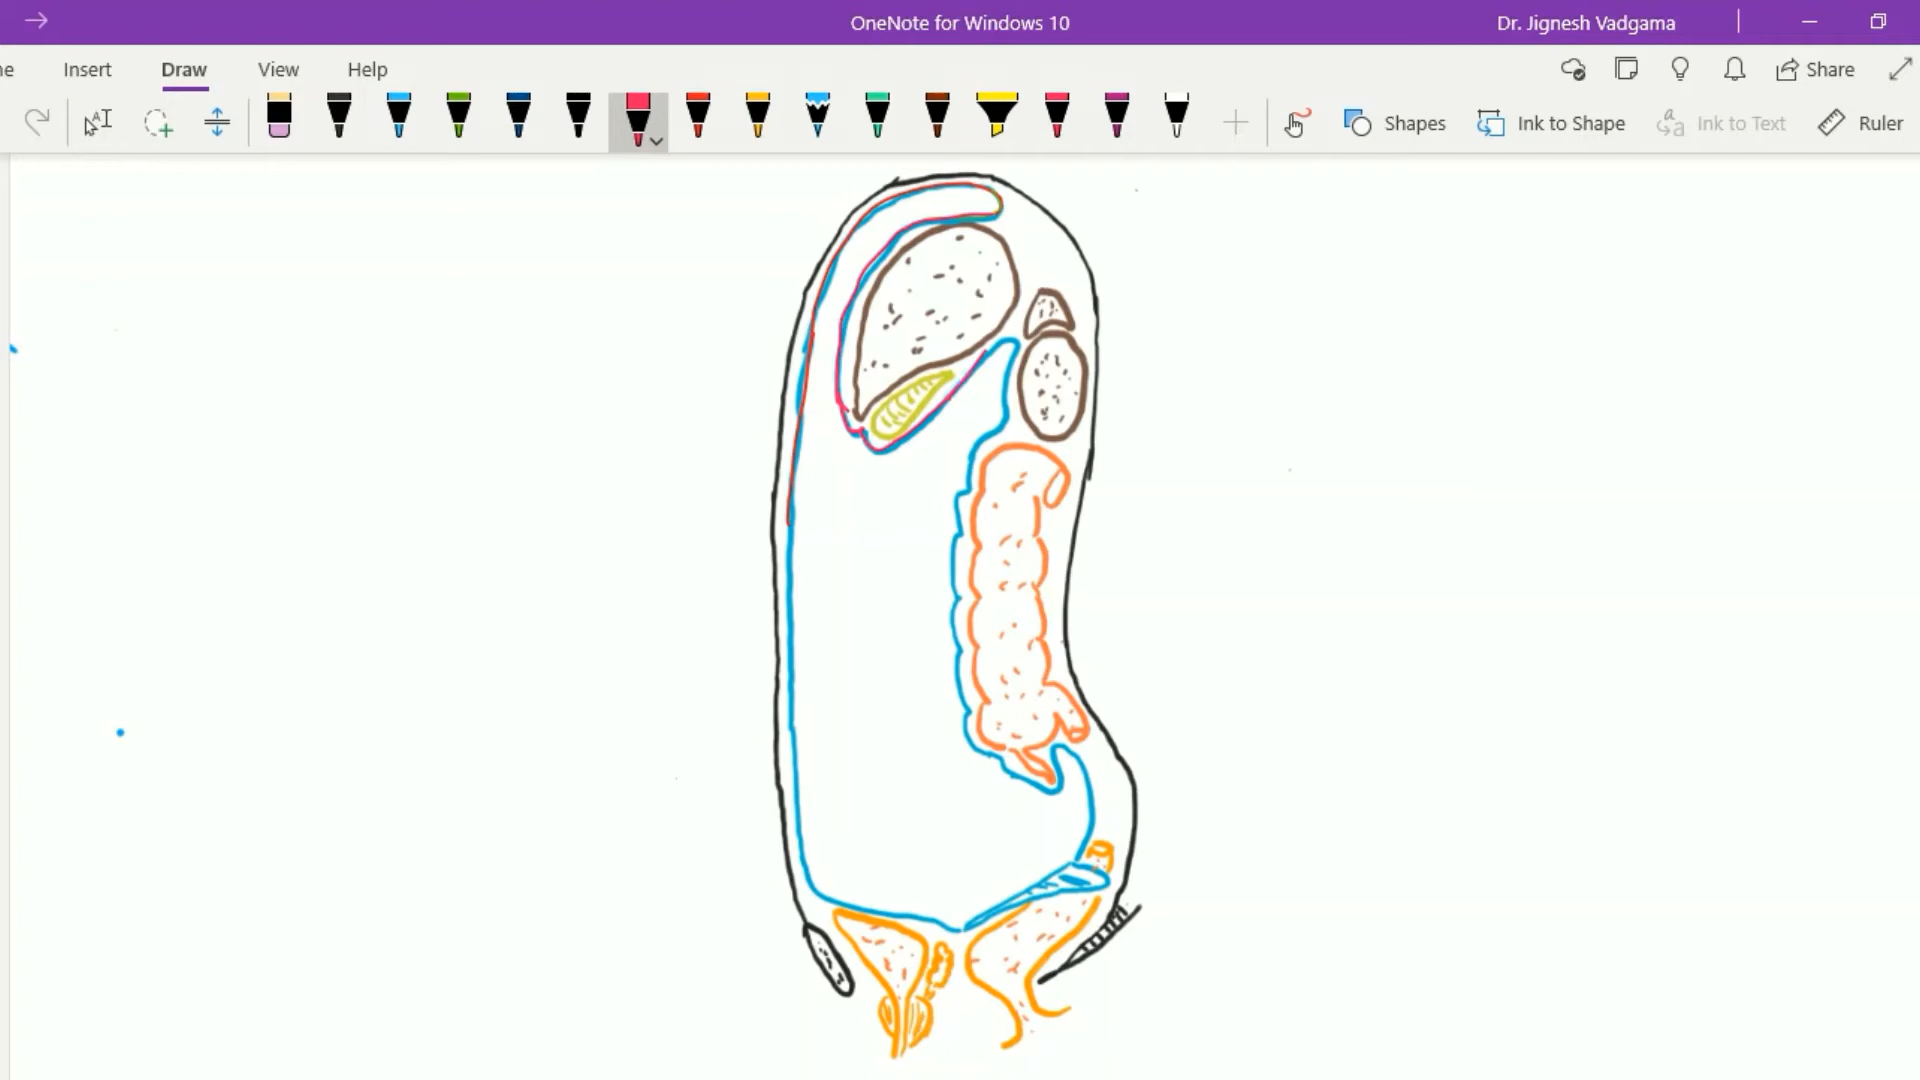 OneNote for Windows 10
Dr. Jignesh Vadgama
Insert Draw View Help
Share
Shapes Ink to Shape Ink to Text Ruler